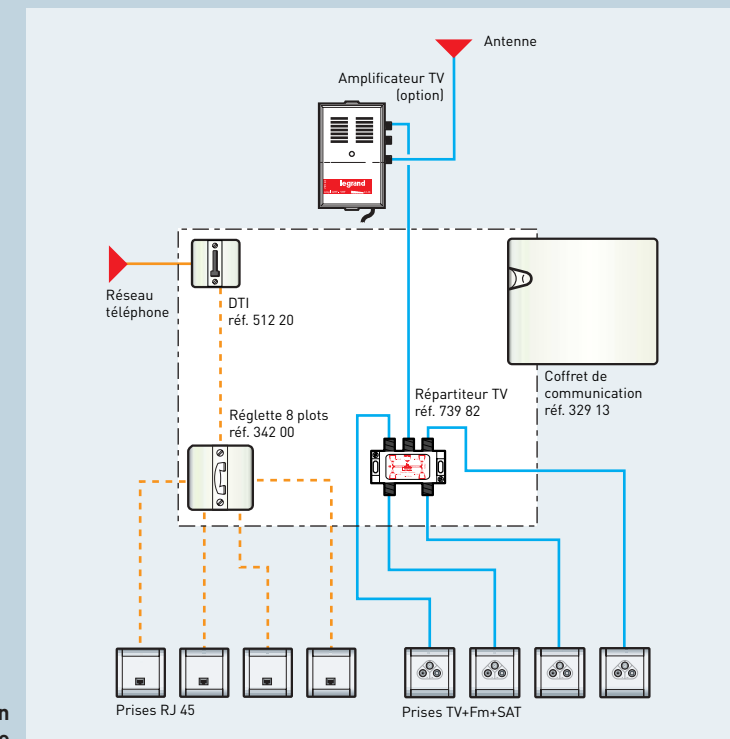 Antenne
Amplificateur TV
(option)
legrand
Réseau
téléphone
DTI
réf. 512 20
Coffret de
communication
réf. 329 13
Répartiteur TV
réf. 739 82
Réglette 8 plots
réf. 342 00
Prises RJ 45
Prises TV+Fm+SAT
n